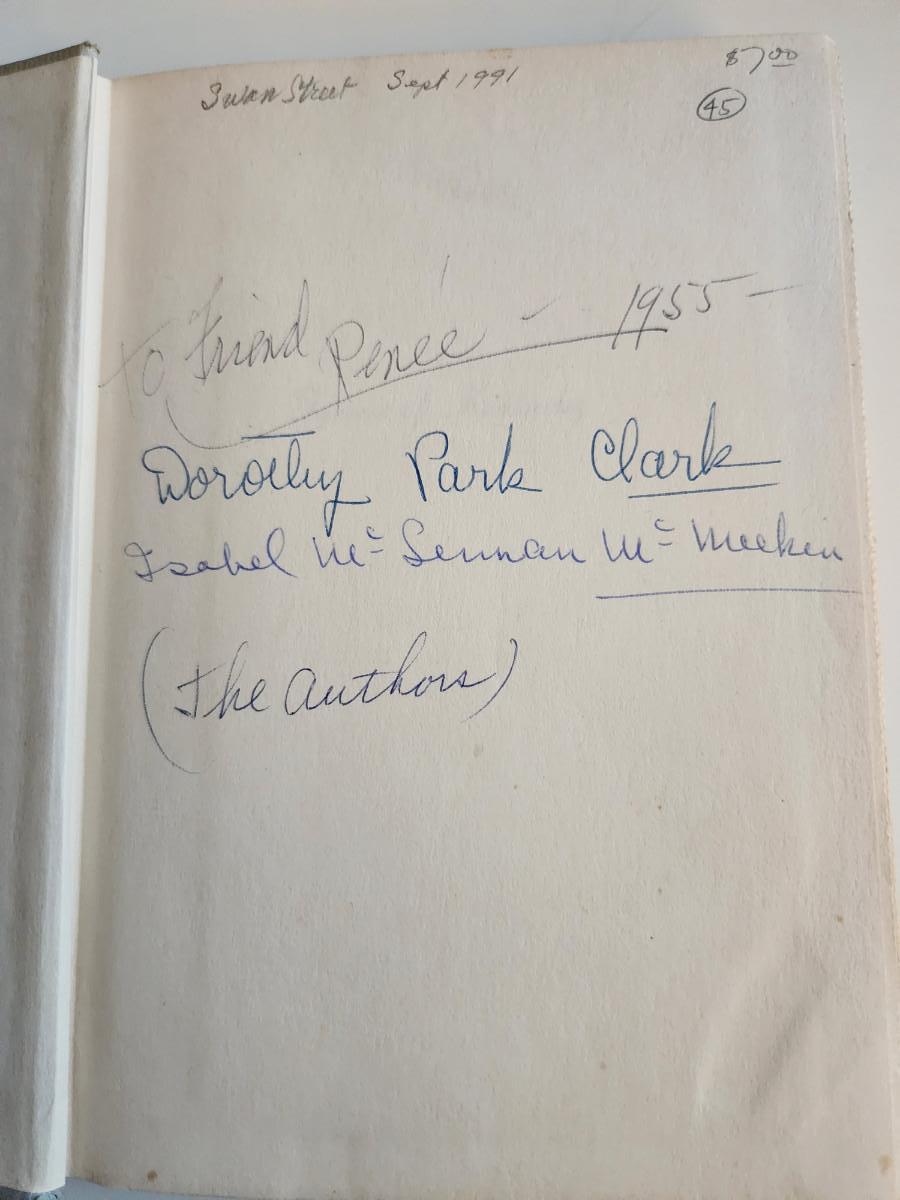 Swan Street Sept 1991
$7.00
45
To Friend Renée - 1955 -
Dorothy Park Clark
Isabel Mc Lennan Mc Meekin
(The Authors)